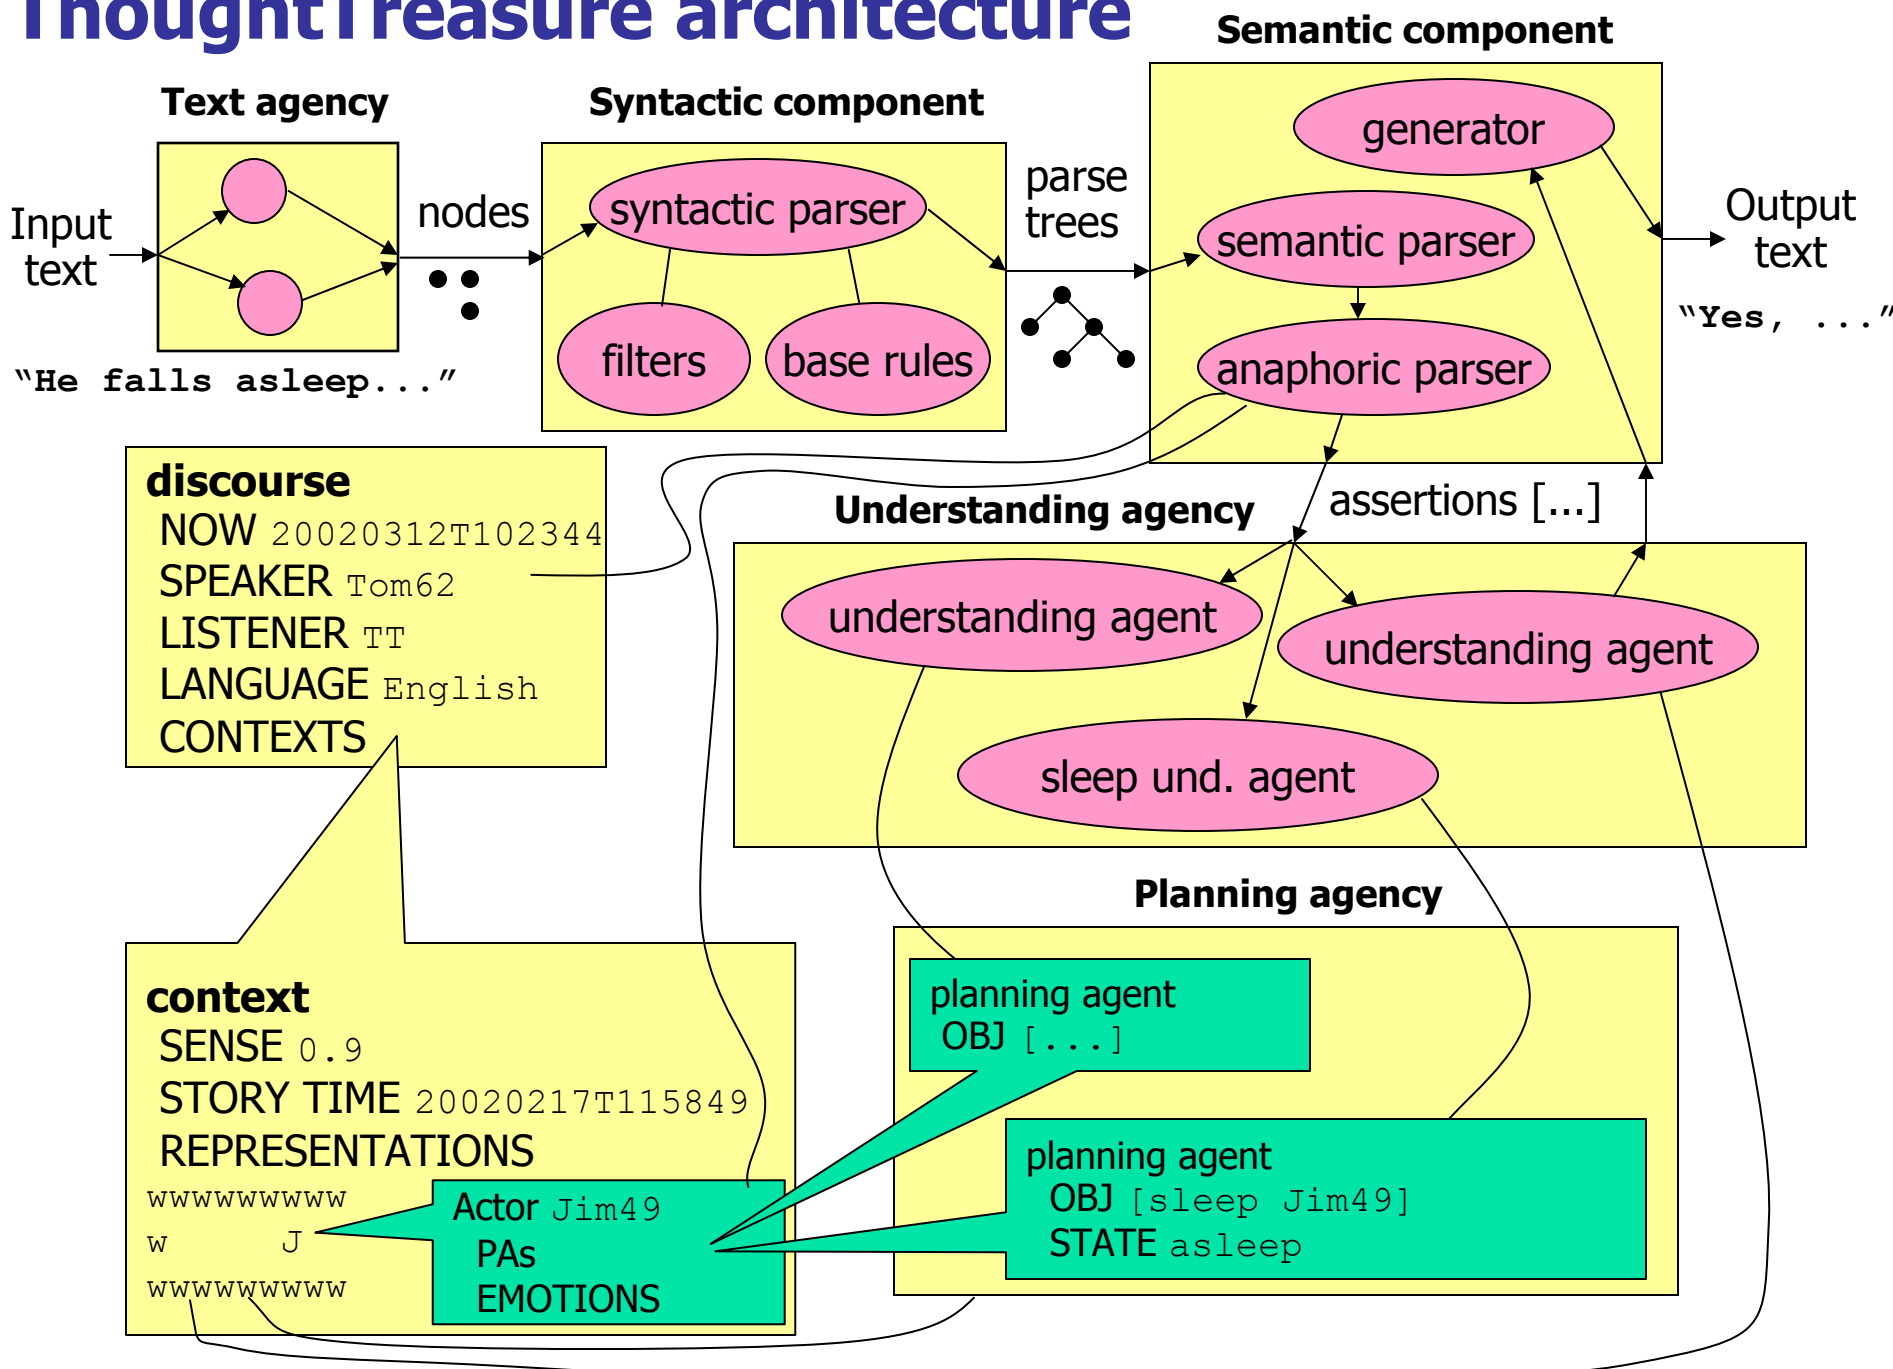 ThoughtTreasure architecture
Semantic component
Text agency
Syntactic component
generator
Input
text
nodes
syntactic parser
parse
trees
semantic parser
Output
text
"Yes, ..."
filters
base rules
anaphoric parser
"He falls asleep..."
discourse
NOW 20020312T102344
SPEAKER Tom62
LISTENER TT
LANGUAGE English
CONTEXTS
Understanding agency
assertions [...]
understanding agent
understanding agent
sleep und. agent
Planning agency
planning agent
OBJ [...]
planning agent
OBJ [sleep Jim49]
STATE asleep
context
SENSE 0.9
STORY TIME 20020217T115849
REPRESENTATIONS
wwwwwwwww
w J
wwwwwwwww
Actor Jim49
PAs
EMOTIONS